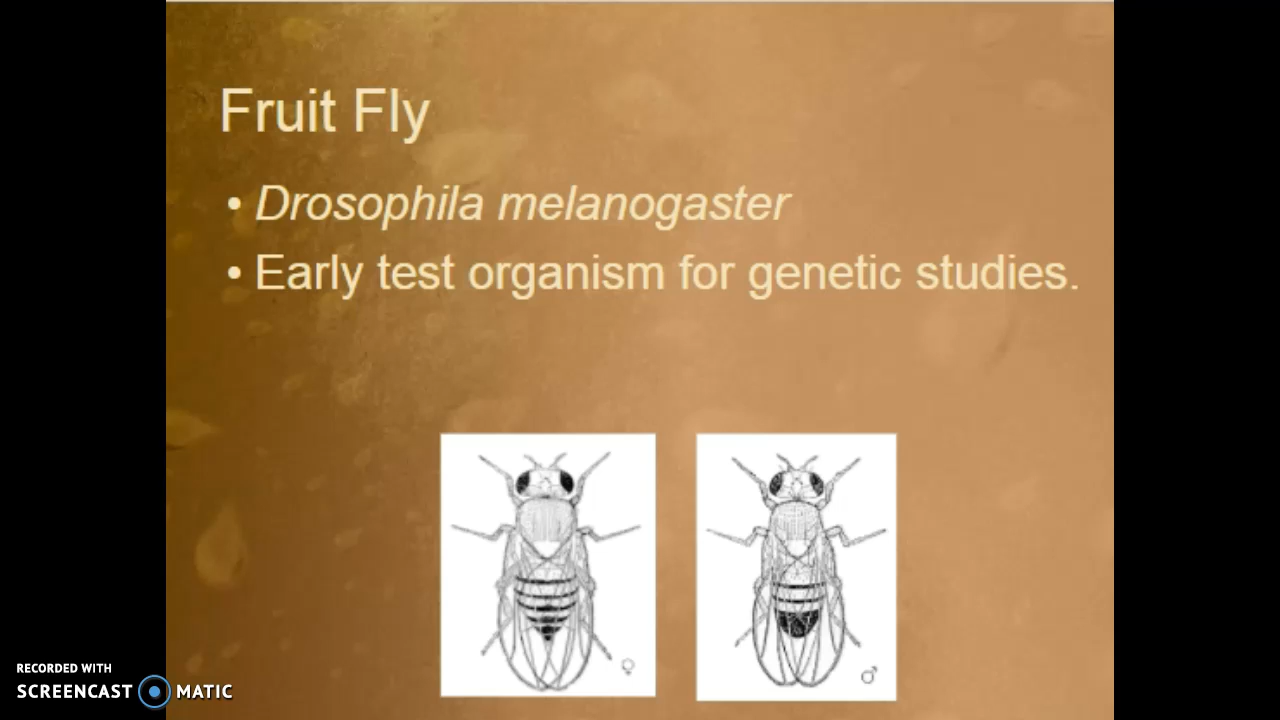 Fruit Fly
• Drosophila melanogaster
• Early test organism for genetic studies.
♀
♂
RECORDED WITH
SCREENCAST MATIC